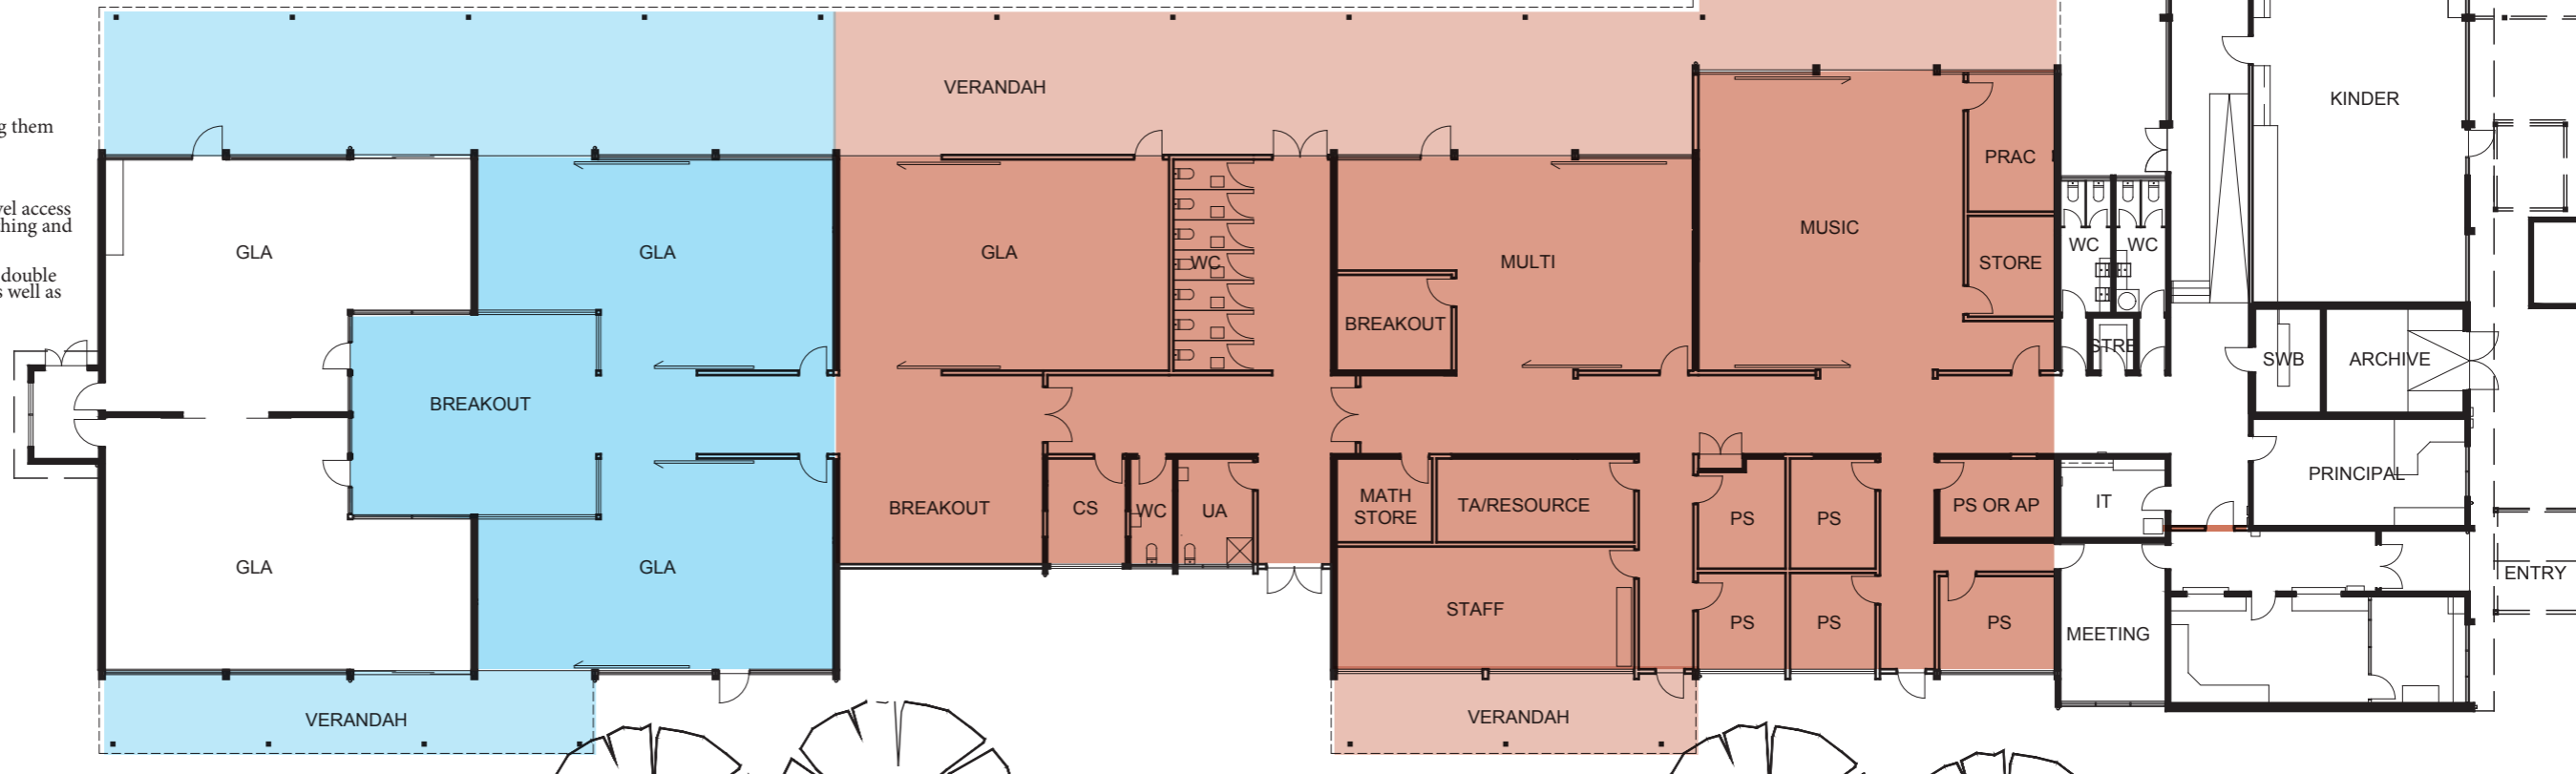 g them
vel access
hing and
double
s well as
VERANDAH
KINDER
PRAC
GLA
GLA
GLA
WC
MULTI
MUSIC
STORE
WC
WC
BREAKOUT
STRE
SWB
ARCHIVE
BREAKOUT
PRINCIPAL
BREAKOUT
CS
WC
UA
MATH
STORE
TA/RESOURCE
PS
PS
PS OR AP
IT
GLA
GLA
ENTRY
STAFF
PS
PS
PS
MEETING
VERANDAH
VERANDAH